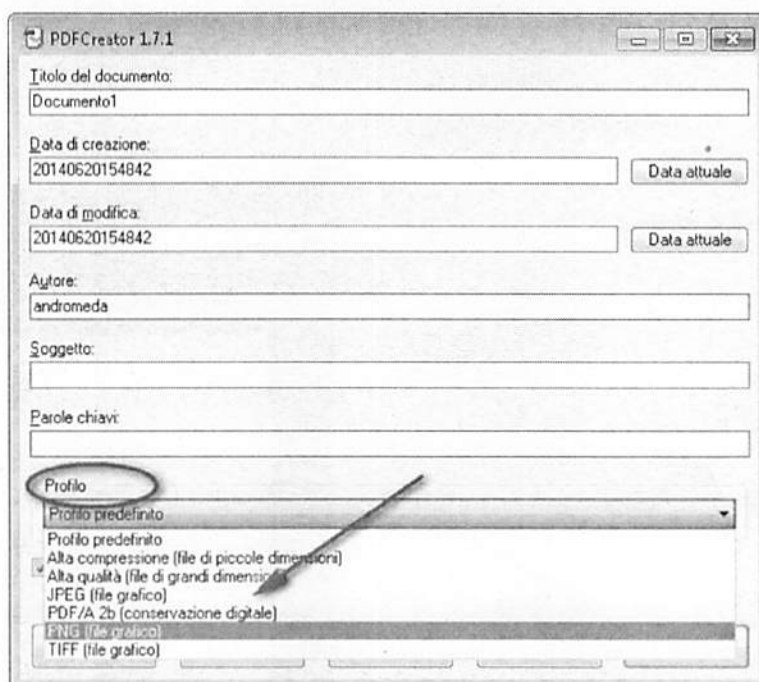 PDFCreator 1.7.1
Titolo del documento:
Documento1
Data di creazione:
20140620154842
Data attuale
Data di modifica:
20140620154842
Data attuale
Autore:
andromeda
Soggetto:
Parole chiavi:
Profilo
Profilo predefinito
Profilo predefinito
Alta compressione (file di piccole dimensioni)
Alta qualità (file di grandi dimensioni
JPEG (file grafico)
PDF/A 2b (conservazione digitale)
PNG (file grafico)
TIFF (file grafico)